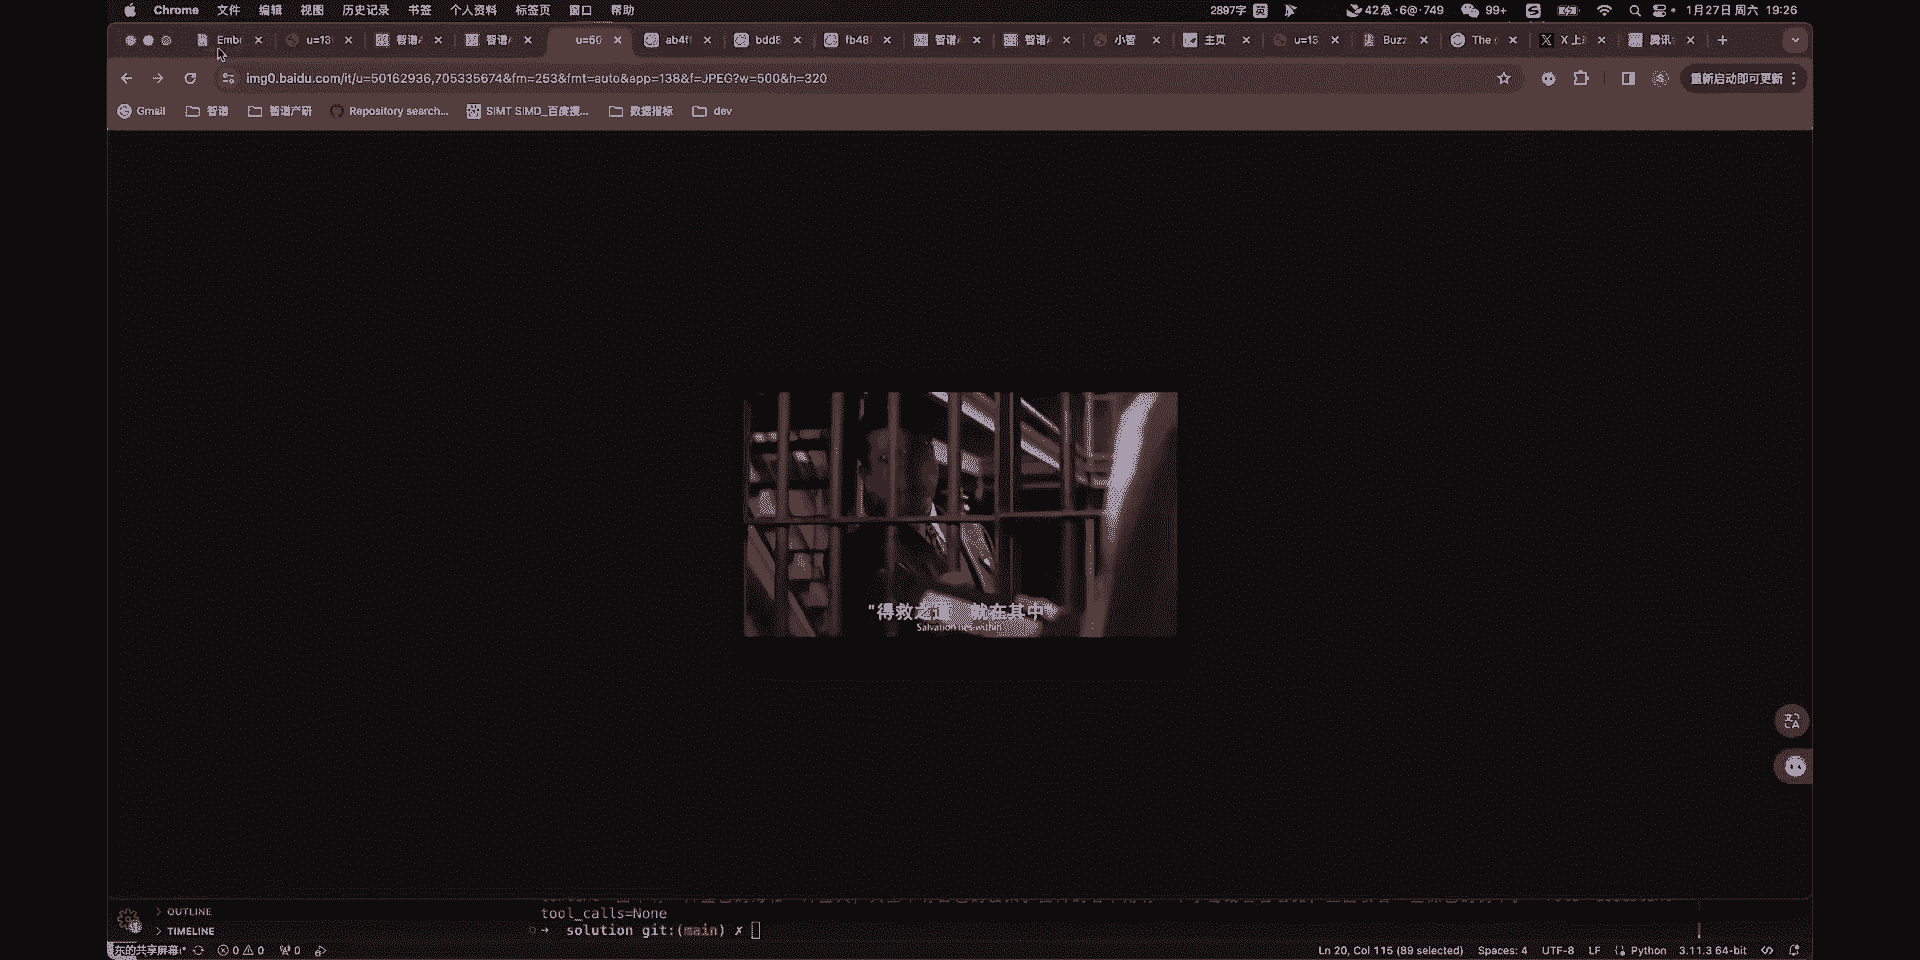 Chrome 文件 编辑 视图 历史记录 书签 个人资料 标签页 窗口 帮助 2897字 英 42急·6@·749 99+ 1月27日 周六 19:26
Emb u=13 智谱 智谱 u=50 ab4f bdd8 fb48 智谱 智谱 小智 主页 u=13 Buzz The X 上 腾讯
img0.baidu.com/it/u=50162936,705335674&fm=253&fmt=auto&app=138&f=JPEG?w=500&h=320 重新启动即可更新
Gmail 智谱 智谱产研 Repository search... SIMT SIMD_百度搜... 数据指标 dev
"得救之道 就在其中"
Salvation lies within
OUTLINE
tool_calls=None
TIMELINE
→ solution git:(main) ✗
东的共享屏幕 0 0 0 Ln 20, Col 115 (89 selected) Spaces: 4 UTF-8 LF Python 3.11.3 64-bit